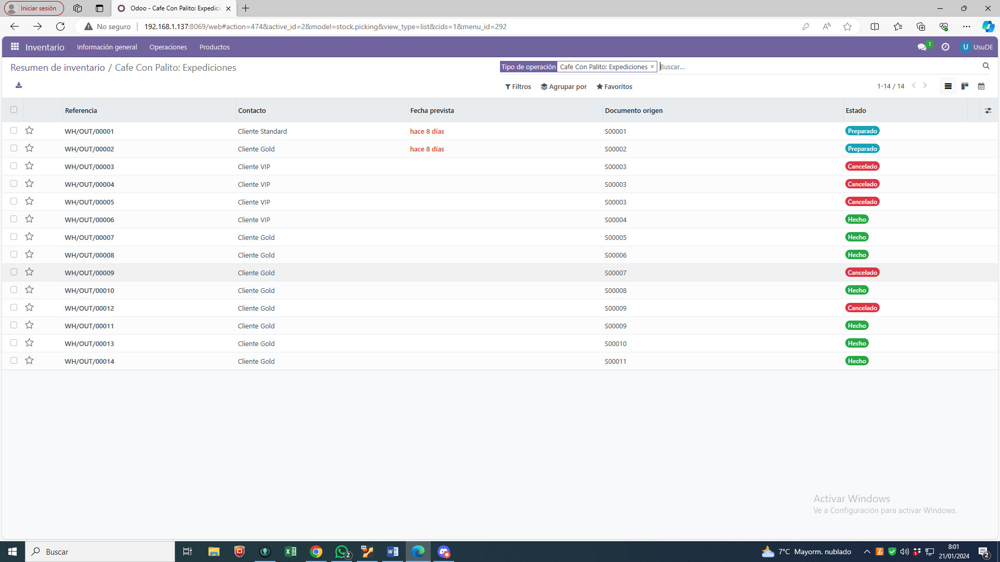 Iniciar sesión
Odoo - Cafe Con Palito: Expedici
No seguro
192.168.1.137:8069/web#action=474&active_id=2&model=stock.picking&view_type=list&cids=1&menu_id=292
Inventario Información general Operaciones Productos
1 U UsuDE
Resumen de inventario / Cafe Con Palito: Expediciones
Tipo de operación Cafe Con Palito: Expediciones × Buscar...
Filtros Agrupar por Favoritos
1-14 / 14
Referencia Contacto Fecha prevista Documento origen Estado
WH/OUT/00001 Cliente Standard hace 8 días S00001 Preparado
WH/OUT/00002 Cliente Gold hace 8 días S00002 Preparado
WH/OUT/00003 Cliente VIP S00003 Cancelado
WH/OUT/00004 Cliente VIP S00003 Cancelado
WH/OUT/00005 Cliente VIP S00003 Cancelado
WH/OUT/00006 Cliente VIP S00004 Hecho
WH/OUT/00007 Cliente Gold S00005 Hecho
WH/OUT/00008 Cliente Gold S00006 Hecho
WH/OUT/00009 Cliente Gold S00007 Cancelado
WH/OUT/00010 Cliente Gold S00008 Hecho
WH/OUT/00012 Cliente Gold S00009 Cancelado
WH/OUT/00011 Cliente Gold S00009 Hecho
WH/OUT/00013 Cliente Gold S00010 Hecho
WH/OUT/00014 Cliente Gold S00011 Hecho
Activar Windows
Ve a Configuración para activar Windows.
Buscar
2
7°C Mayorm. nublado
8:01
21/01/2024
2